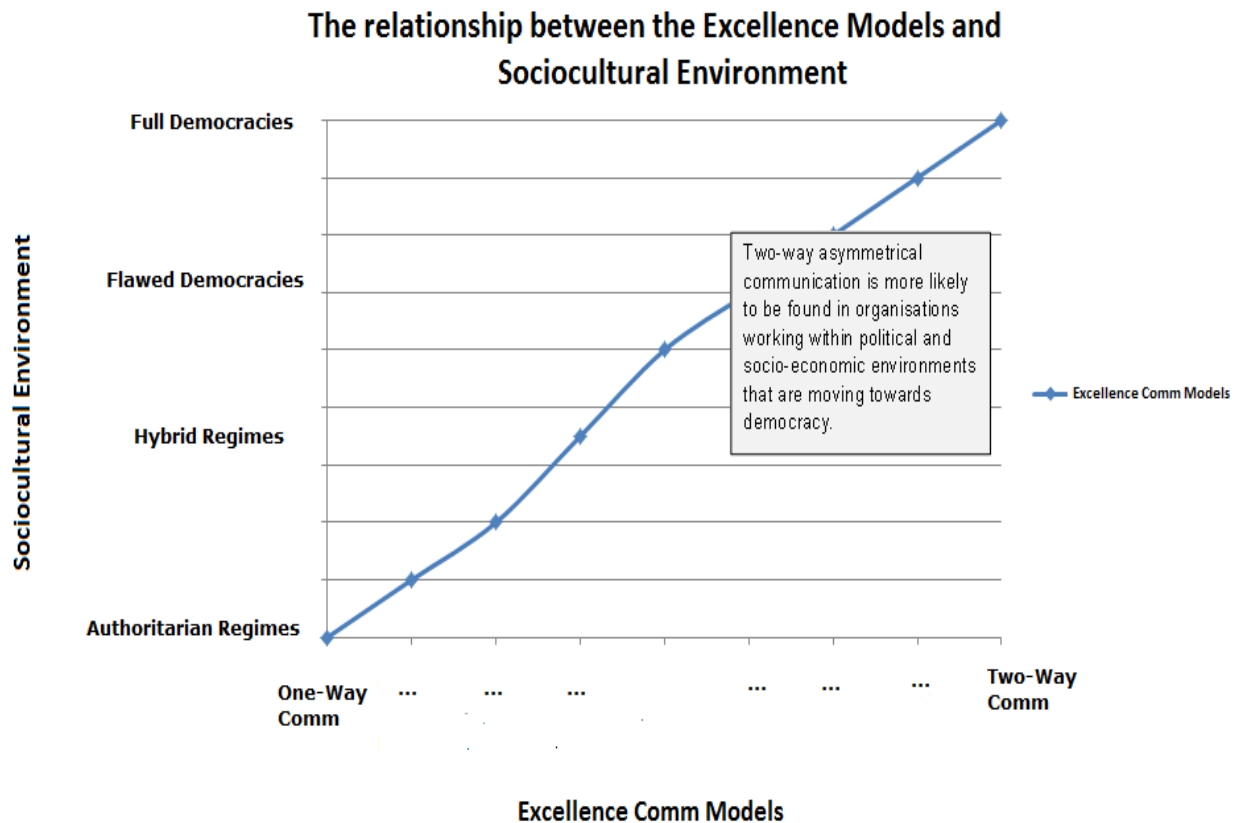 The relationship between the Excellence Models and
Sociocultural Environment
Full Democracies
Flawed Democracies
Hybrid Regimes
Authoritarian Regimes
Sociocultural Environment
Two-way asymmetrical
communication is more likely
to be found in organisations
working within political and
socio-economic environments
that are moving towards
democracy.
Excellence Comm Models
One-Way
Comm
...
...
...
...
...
...
Two-Way
Comm
Excellence Comm Models